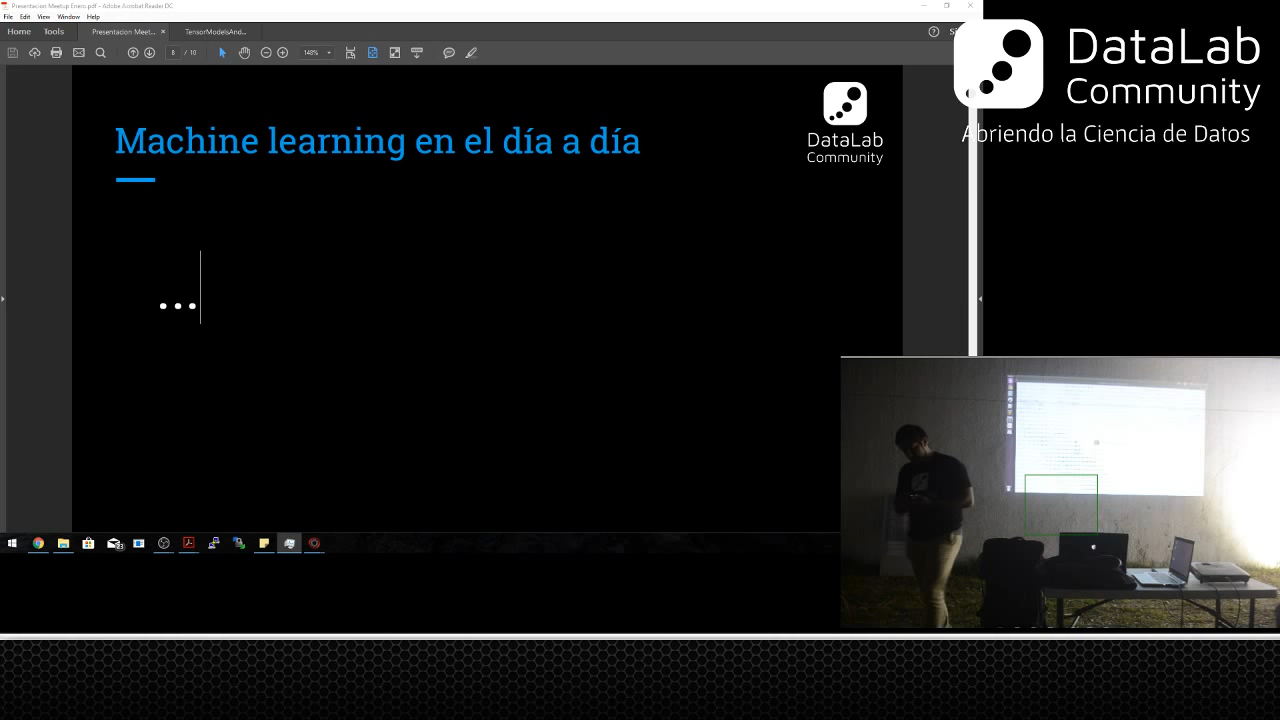 Presentacion Meetup Enero.pdf - Adobe Acrobat Reader DC
File Edit View Window Help
Home Tools Presentacion Meet... × TensorModelsAnd...
8 / 10 148%
Machine learning en el día a día
DataLab
Community
...
DataLab
Community
Abriendo la Ciencia de Datos